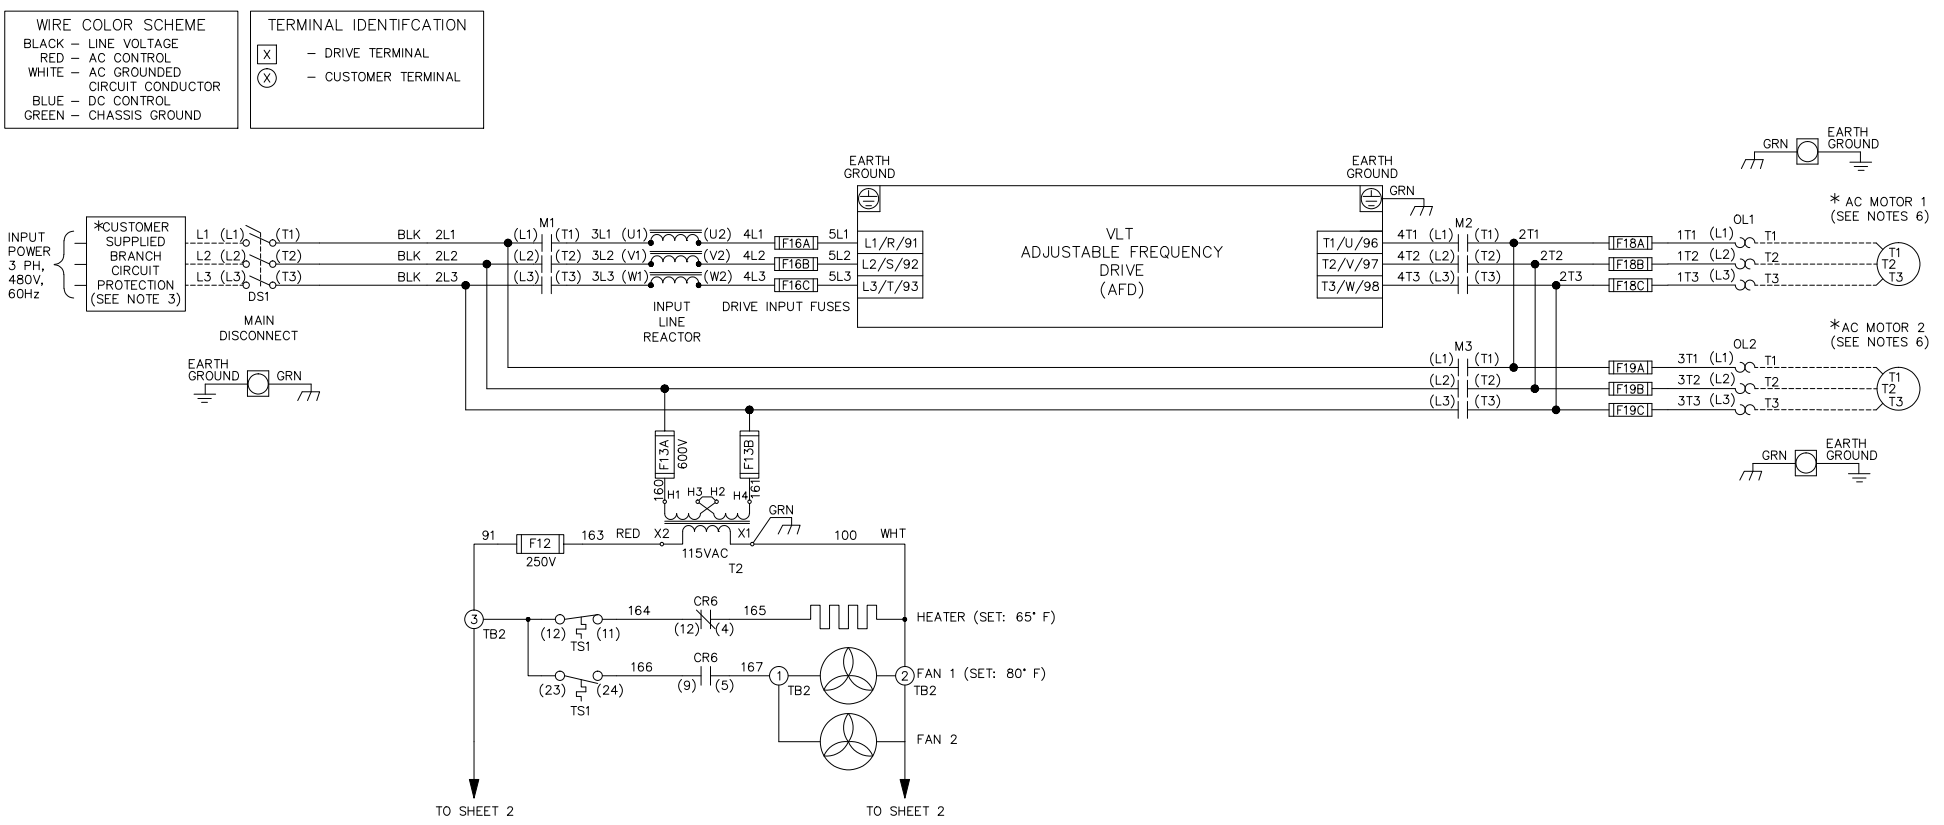 WIRE COLOR SCHEME
BLACK – LINE VOLTAGE
RED – AC CONTROL
WHITE – AC GROUNDED
CIRCUIT CONDUCTOR
BLUE – DC CONTROL
GREEN – CHASSIS GROUND
TERMINAL IDENTIFCATION
X – DRIVE TERMINAL
X – CUSTOMER TERMINAL
INPUT
POWER
3 PH,
480V,
60Hz
*CUSTOMER
SUPPLIED
BRANCH
CIRCUIT
PROTECTION
(SEE NOTE 3)
L1 (L1) (T1) BLK 2L1 (L1) M1 (T1) 3L1 (U1) (U2) 4L1 F16A 5L1 L1/R/91
L2 (L2) (T2) BLK 2L2 (L2) (T2) 3L2 (V1) (V2) 4L2 F16B 5L2 L2/S/92
L3 (L3) (T3) BLK 2L3 (L3) (T3) 3L3 (W1) (W2) 4L3 F16C 5L3 L3/T/93
DS1
MAIN
DISCONNECT
INPUT
LINE
REACTOR
DRIVE INPUT FUSES
EARTH
GROUND
GRN
EARTH
GROUND
VLT
ADJUSTABLE FREQUENCY
DRIVE
(AFD)
EARTH
GROUND
GRN
T1/U/96 4T1 (L1) M2 (T1) 2T1 F18A 1T1 (L1) OL1 T1
T2/V/97 4T2 (L2) (T2) 2T2 F18B 1T2 (L2) T2
T3/W/98 4T3 (L3) (T3) 2T3 F18C 1T3 (L3) T3
GRN
EARTH
GROUND
* AC MOTOR 1
(SEE NOTES 6)
T1
T2
T3
*AC MOTOR 2
(SEE NOTES 6)
(L1) M3 (T1) F19A 3T1 (L1) OL2 T1
(L2) (T2) F19B 3T2 (L2) T2
(L3) (T3) F19C 3T3 (L3) T3
T1
T2
T3
GRN
EARTH
GROUND
F13A
600V
F13B
160
161
H1 H3 H2 H4
GRN
91 F12 163 RED X2 X1 100 WHT
250V
115VAC
T2
3
TB2
(12) (11)
TS1
164
CR6
(12) (4)
165
HEATER (SET: 65° F)
(23) (24)
TS1
166
CR6
(9) (5)
167
1
TB2
2
TB2
FAN 1 (SET: 80° F)
FAN 2
TO SHEET 2
TO SHEET 2